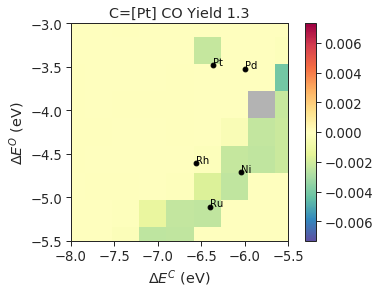 C=[Pt] CO Yield 1.3
ΔE^O (eV)
−3.0
−3.5
−4.0
−4.5
−5.0
−5.5
Pt
Pd
Rh
Ni
Ru
−8.0 −7.5 −7.0 −6.5 −6.0 −5.5
ΔE^C (eV)
0.006
0.004
0.002
0.000
−0.002
−0.004
−0.006